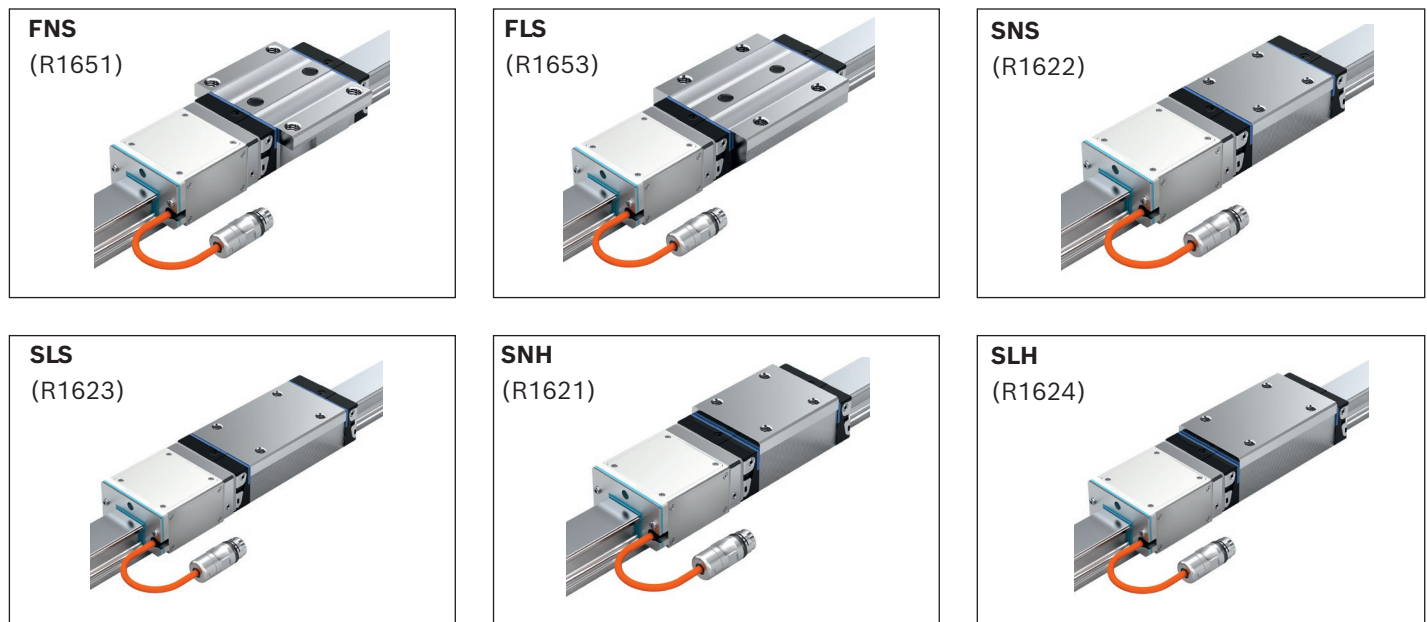 FNS
(R1651)
FLS
(R1653)
SNS
(R1622)
SLS
(R1623)
SNH
(R1621)
SLH
(R1624)